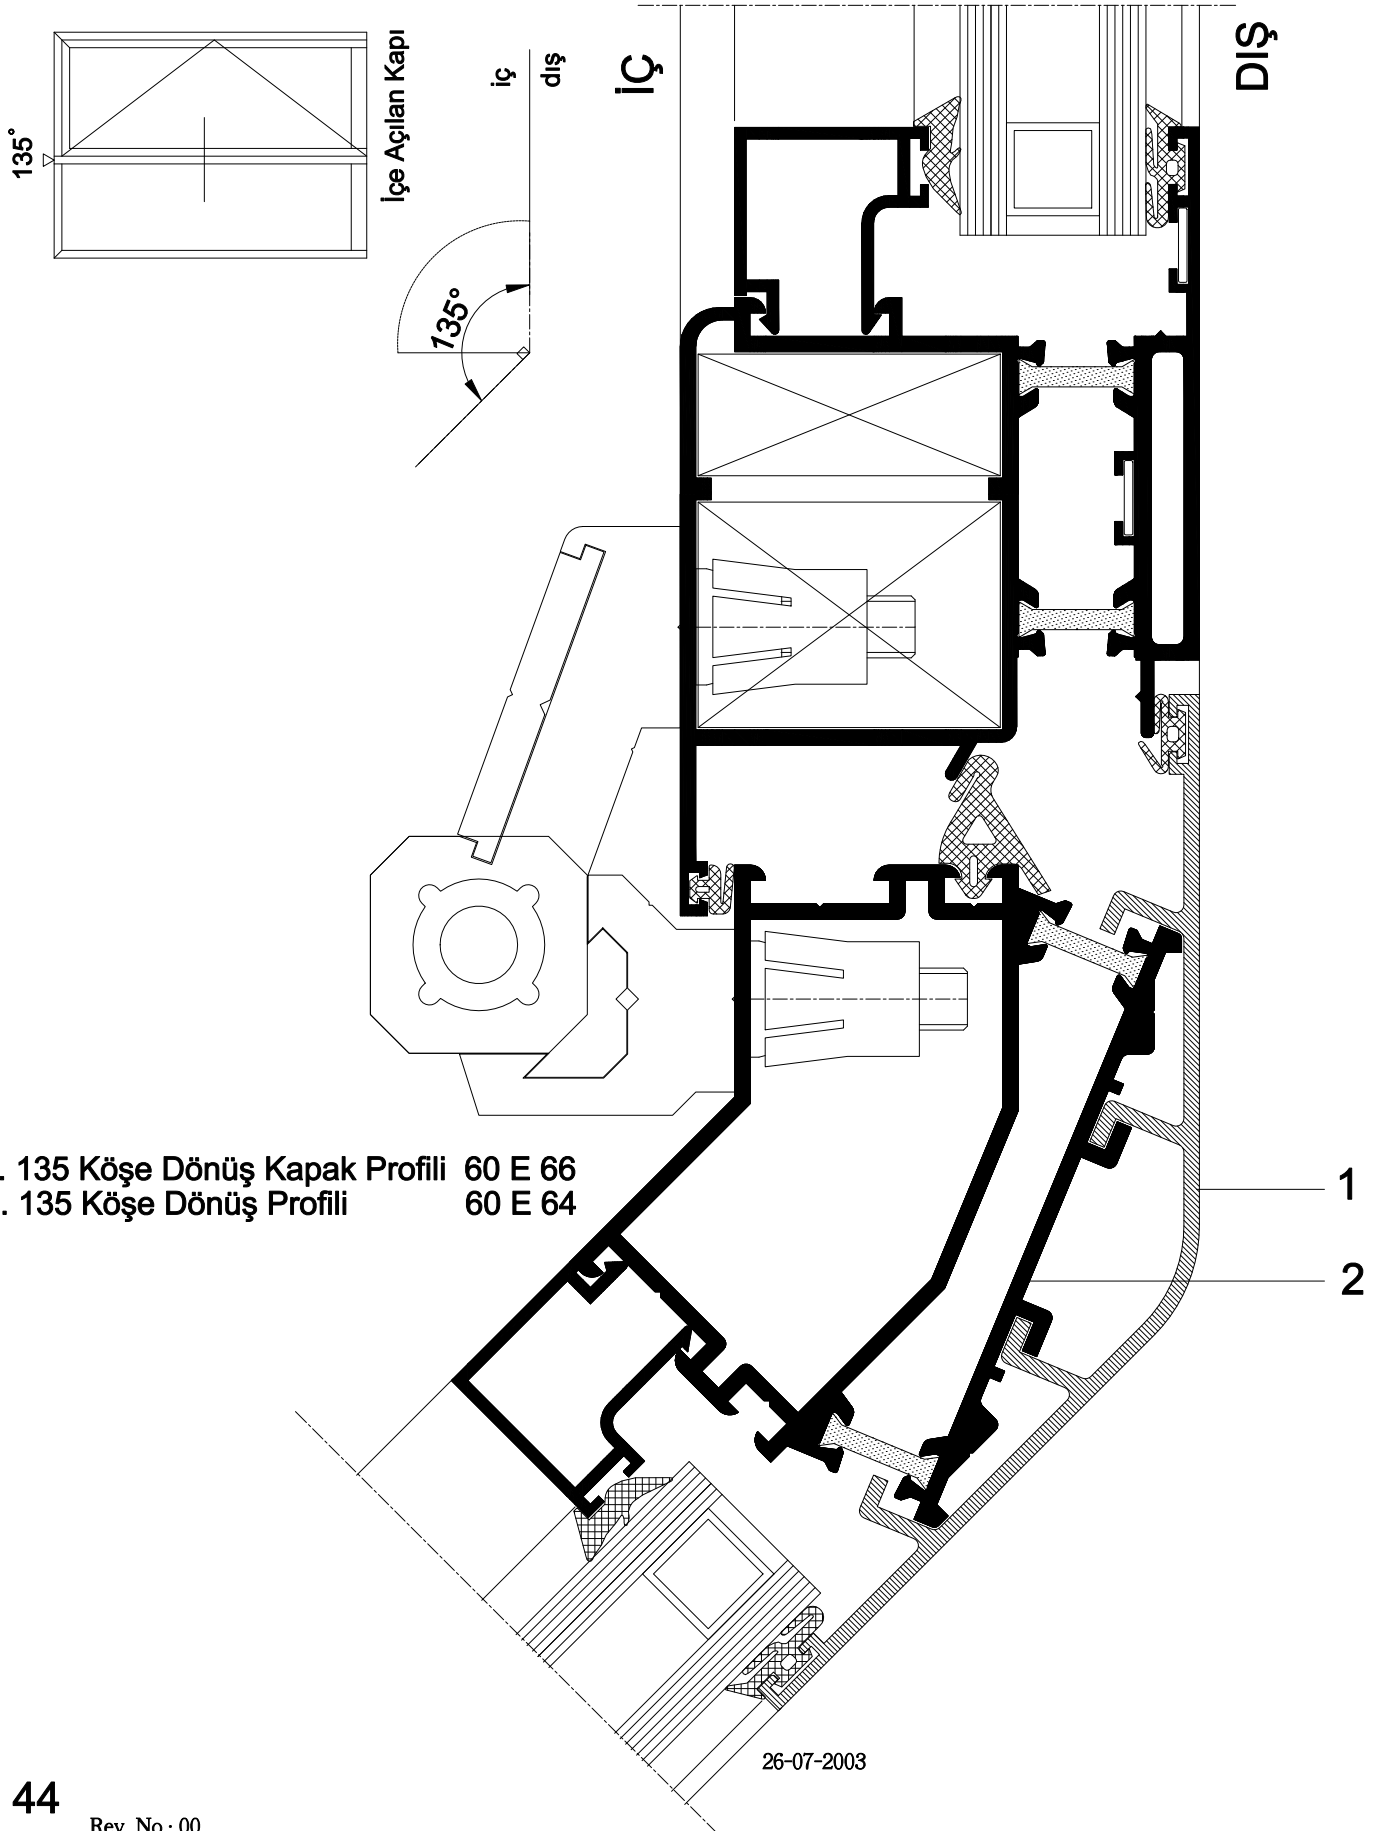 135°
İçe Açılan Kapı
iç
dış
135°
İÇ
DIŞ
. 135 Köşe Dönüş Kapak Profili 60 E 66
. 135 Köşe Dönüş Profili 60 E 64
1
2
26-07-2003
44
Rev. No : 00